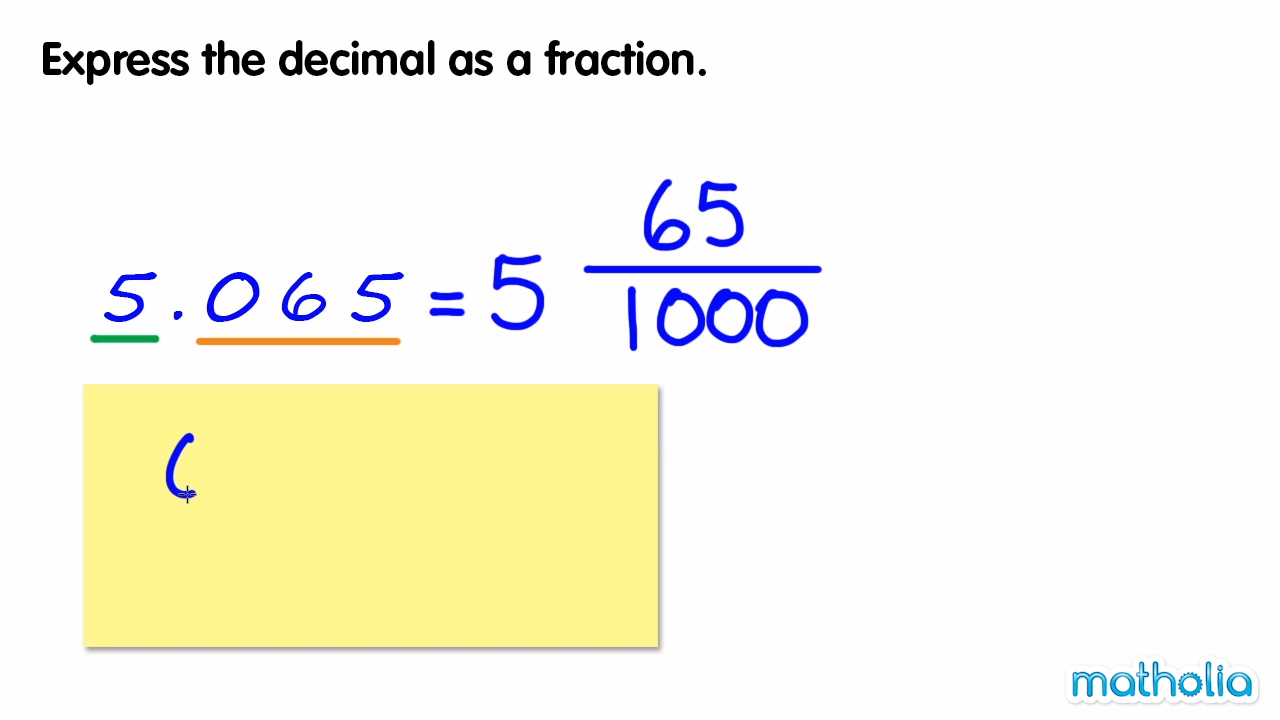 Express the decimal as a fraction.
5.065 = 5 65/1000
matholia